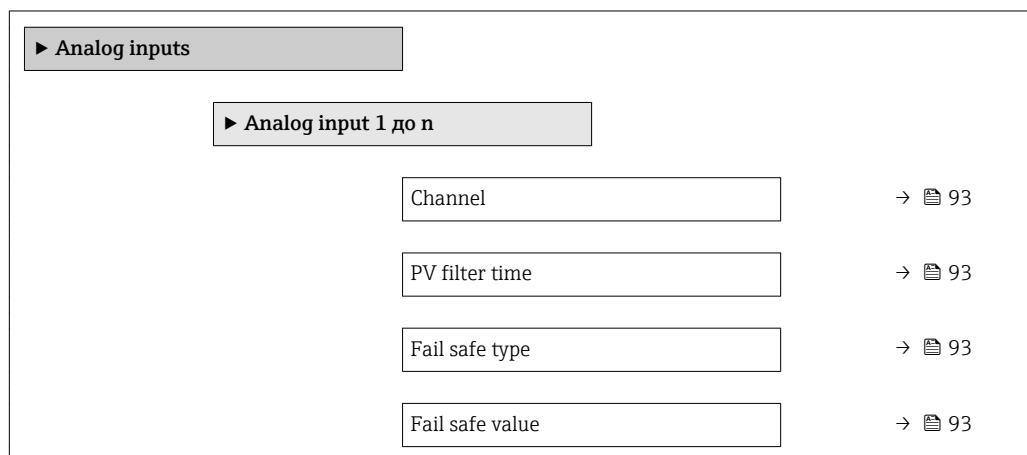 ▶ Analog inputs
▶ Analog input 1 до n
Channel → 93
PV filter time → 93
Fail safe type → 93
Fail safe value → 93